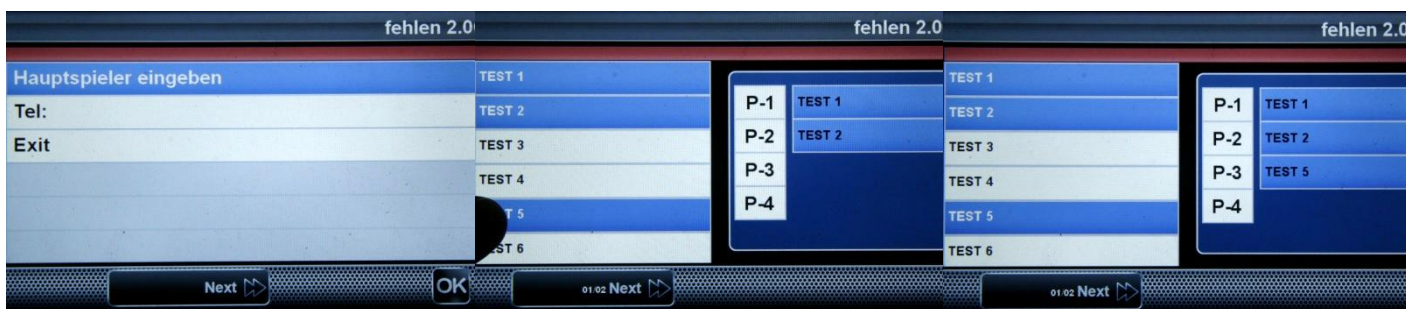 fehlen 2.0
Hauptspieler eingeben
Tel:
Exit
Next
OK
fehlen 2.0
TEST 1
TEST 2
TEST 3
TEST 4
T 5
ST 6
P-1 TEST 1
P-2 TEST 2
P-3
P-4
01/02 Next
fehlen 2.0
TEST 1
TEST 2
TEST 3
TEST 4
TEST 5
TEST 6
P-1 TEST 1
P-2 TEST 2
P-3 TEST 5
P-4
01/02 Next